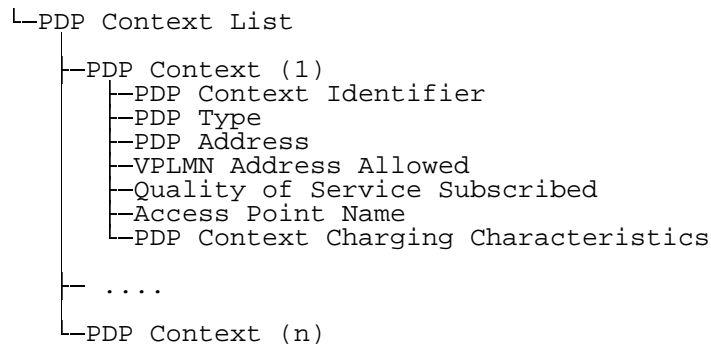 PDP Context List
PDP Context (1)
PDP Context Identifier
PDP Type
PDP Address
VPLMN Address Allowed
Quality of Service Subscribed
Access Point Name
PDP Context Charging Characteristics
....
PDP Context (n)